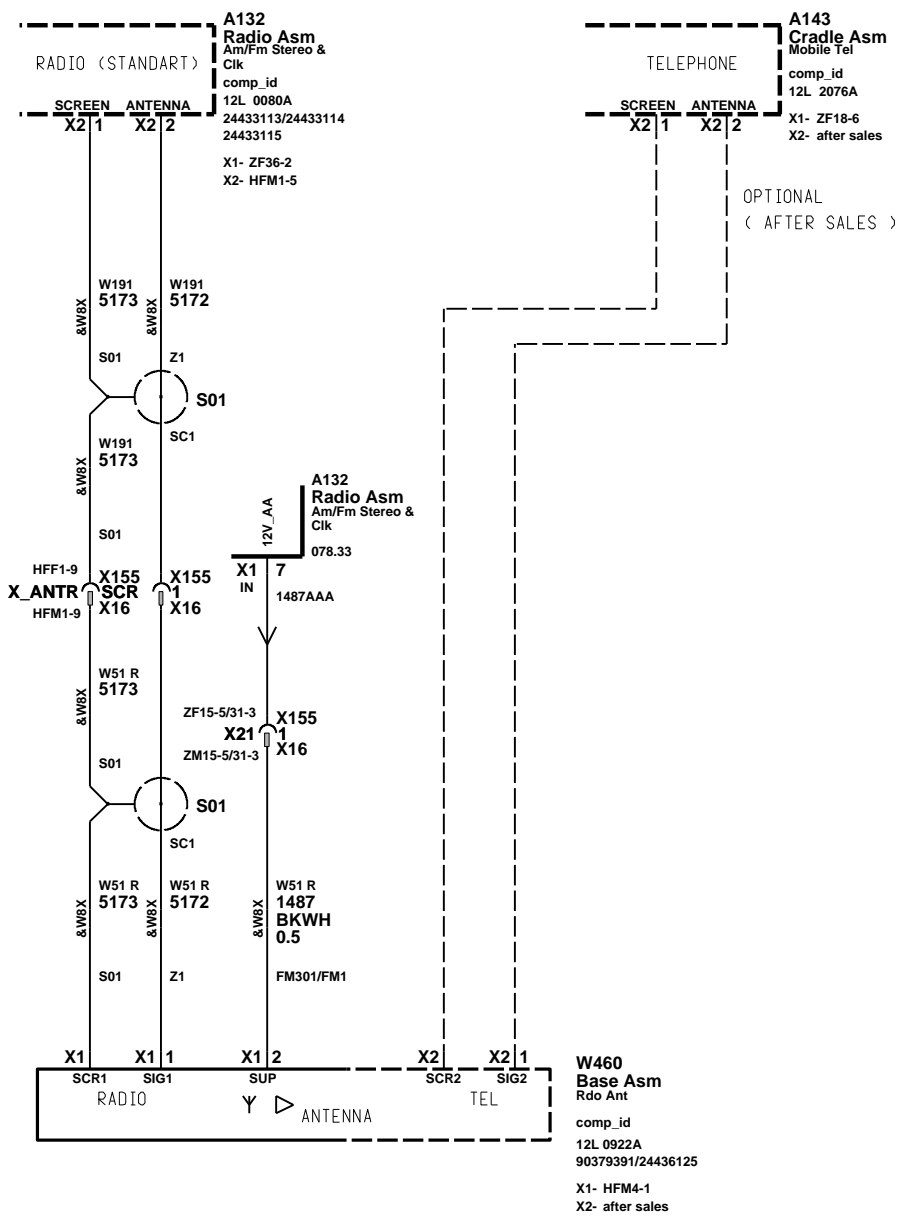 A132
Radio Asm
Am/Fm Stereo &
Clk
comp_id
12L 0080A
24433113/24433114
24433115
X1- ZF36-2
X2- HFM1-5
RADIO (STANDART)
SCREEN ANTENNA
X2 1 X2 2
A143
Cradle Asm
Mobile Tel
comp_id
12L 2076A
X1- ZF18-6
X2- after sales
TELEPHONE
SCREEN ANTENNA
X2 1 X2 2
OPTIONAL
( AFTER SALES )
W191 W191
5173 5172
&W8X &W8X
S01 Z1
S01
SC1
W191
5173
&W8X
S01
A132
Radio Asm
Am/Fm Stereo &
Clk
078.33
12V_AA
X1 7
IN
1487AAA
HFF1-9
X155 X155
X_ANTR SCR 1
X16 X16
HFM1-9
W51 R
5173
&W8X
S01
ZF15-5/31-3
X155
X21 1
X16
ZM15-5/31-3
S01
SC1
W51 R W51 R W51 R
5173 5172 1487
BKWH
0.5
&W8X &W8X &W8X
S01 Z1 FM301/FM1
X1 X1 1 X1 2 X2 X2 1
SCR1 SIG1 SUP SCR2 SIG2
RADIO ANTENNA TEL
W460
Base Asm
Rdo Ant
comp_id
12L 0922A
90379391/24436125
X1- HFM4-1
X2- after sales